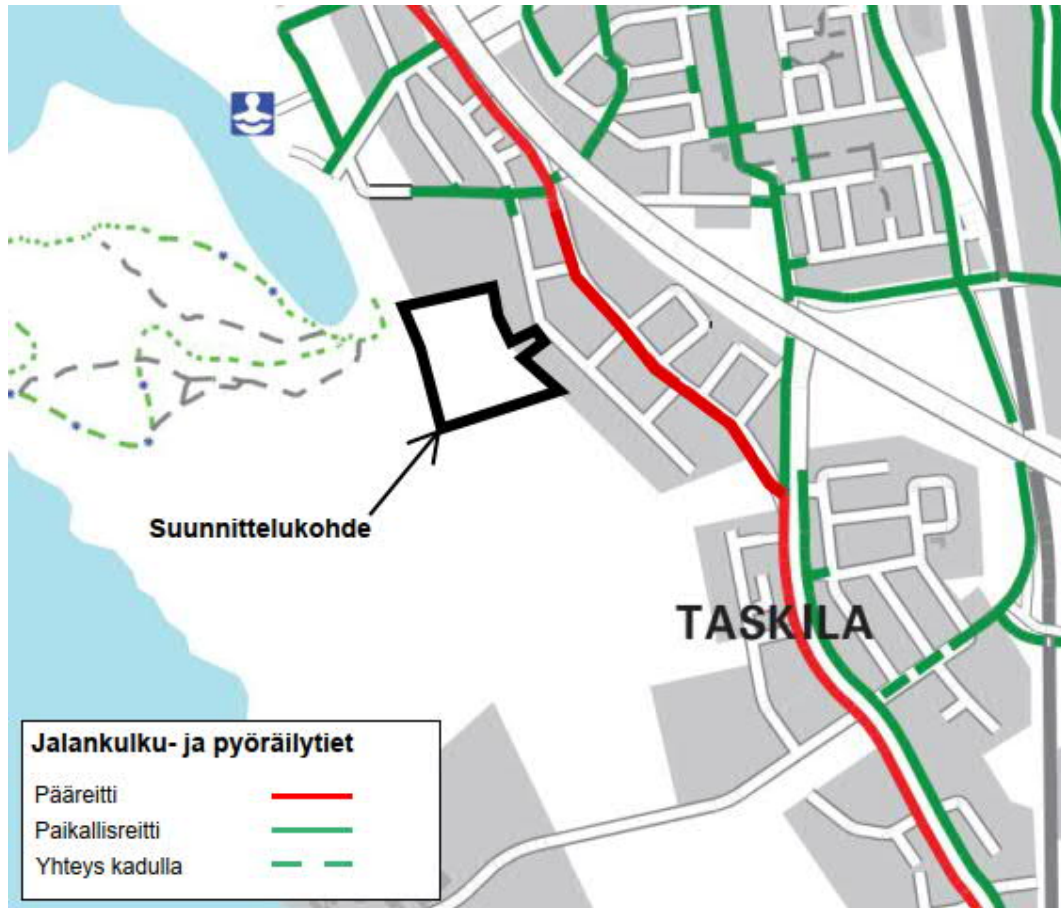 Suunnittelukohde
TASKILA
Jalankulku- ja pyöräilytiet
Pääreitti
Paikallisreitti
Yhteys kadulla